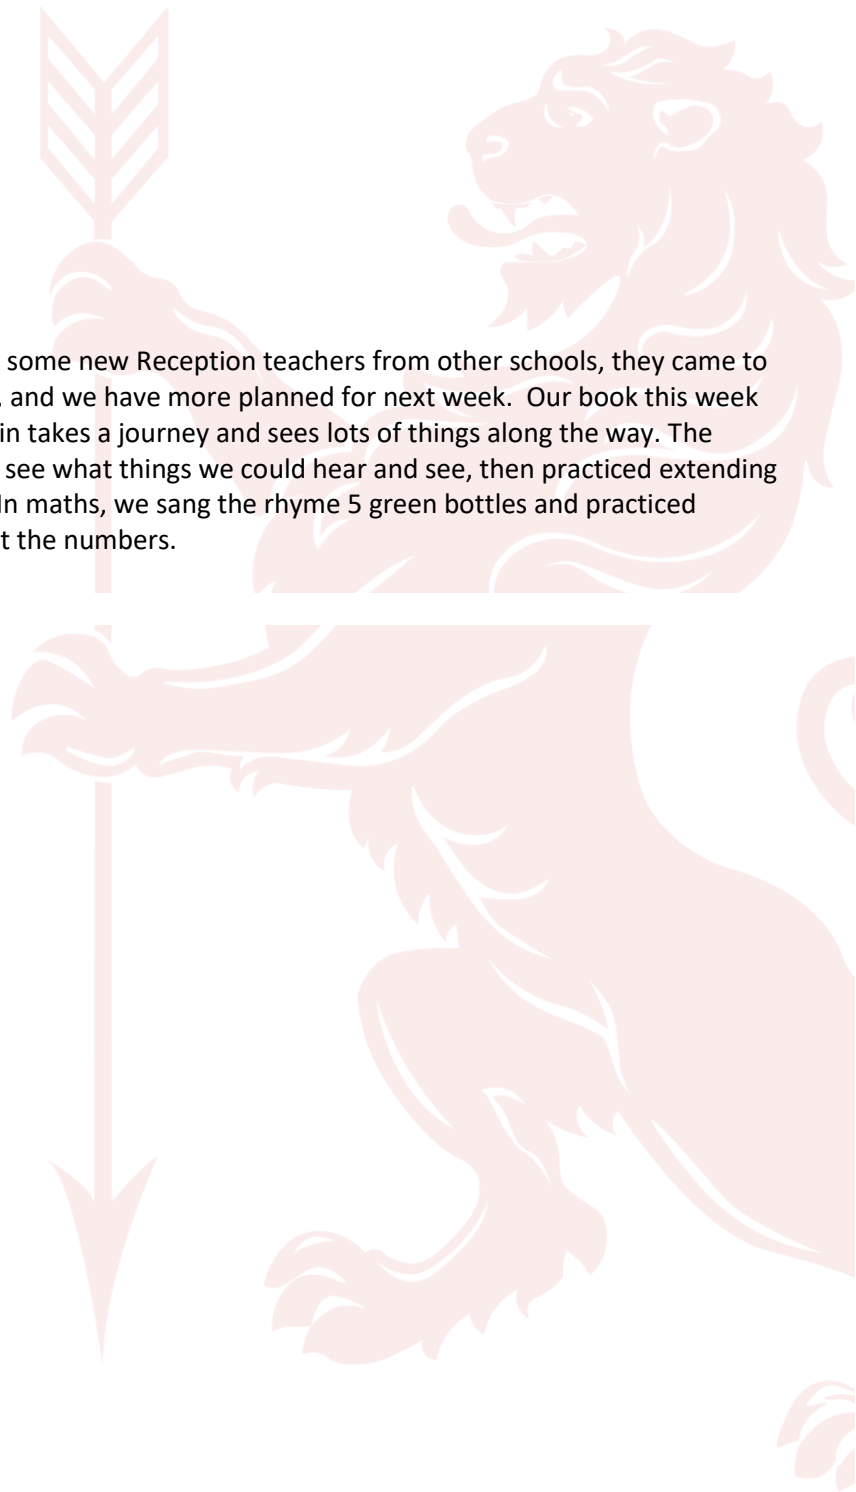 some new Reception teachers from other schools, they came to
, and we have more planned for next week.  Our book this week
in takes a journey and sees lots of things along the way. The
see what things we could hear and see, then practiced extending
In maths, we sang the rhyme 5 green bottles and practiced
t the numbers.